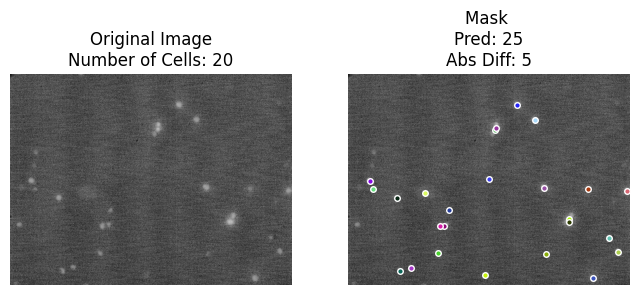 Original Image
Number of Cells: 20
Mask
Pred: 25
Abs Diff: 5